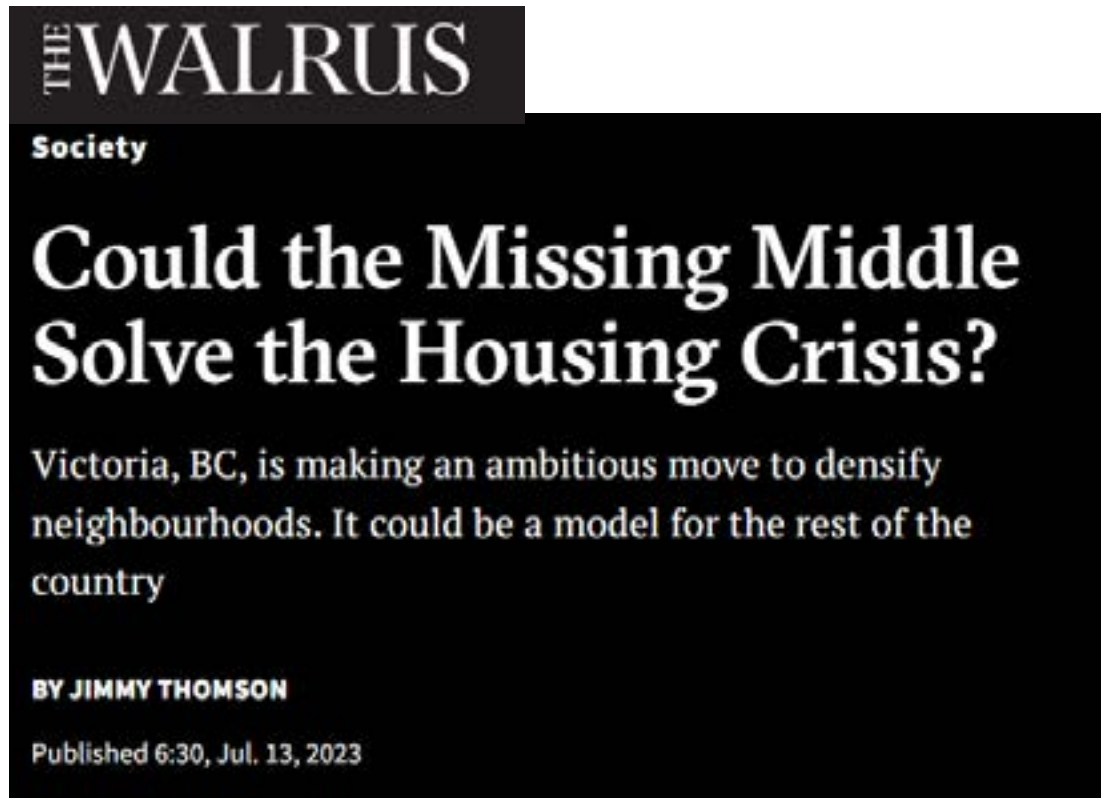 THE WALRUS
Society
Could the Missing Middle
Solve the Housing Crisis?
Victoria, BC, is making an ambitious move to densify
neighbourhoods. It could be a model for the rest of the
country
BY JIMMY THOMSON
Published 6:30, Jul. 13, 2023